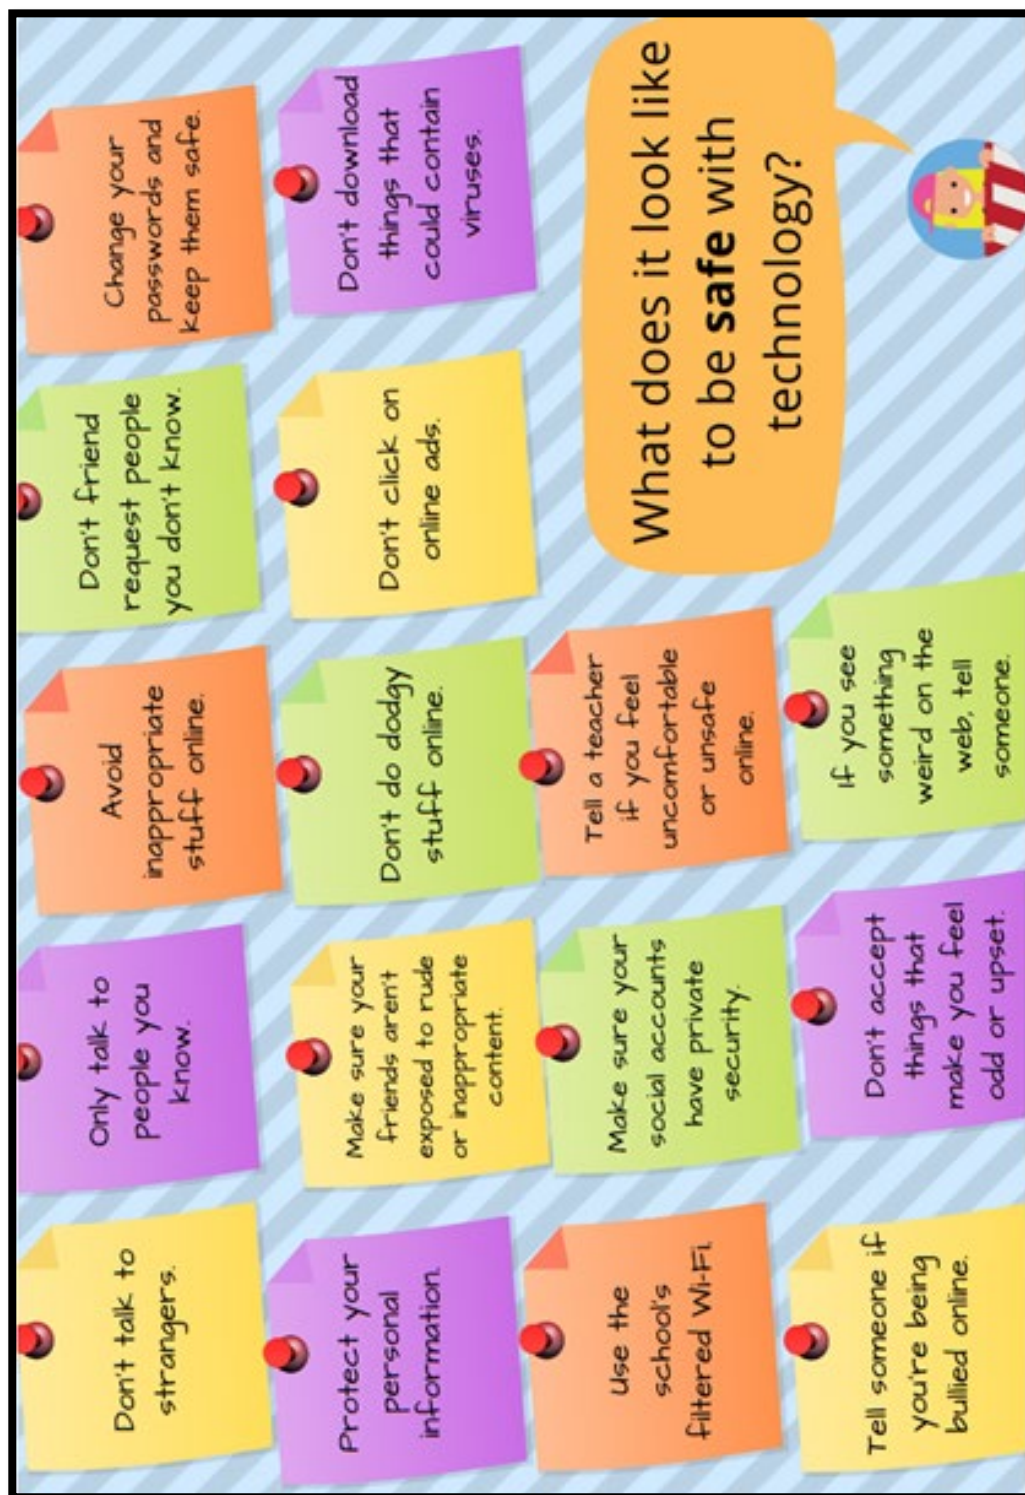 Don't talk to
strangers.
Only talk to
people you
know.
Avoid
inappropriate
stuff online.
Don't friend
request people
you don't know.
Change your
passwords and
keep them safe.
Protect your
personal
information.
Make sure your
friends aren't
exposed to rude
or inappropriate
content.
Don't do dodgy
stuff online.
Don't click on
online ads.
Don't download
things that
could contain
viruses.
Use the
school's
filtered Wi-Fi.
Make sure your
social accounts
have private
security.
Tell a teacher
if you feel
uncomfortable
or unsafe
online.
What does it look like
to be safe with
technology?
Tell someone if
you're being
bullied online.
Don't accept
things that
make you feel
odd or upset.
If you see
something
weird on the
web, tell
someone.